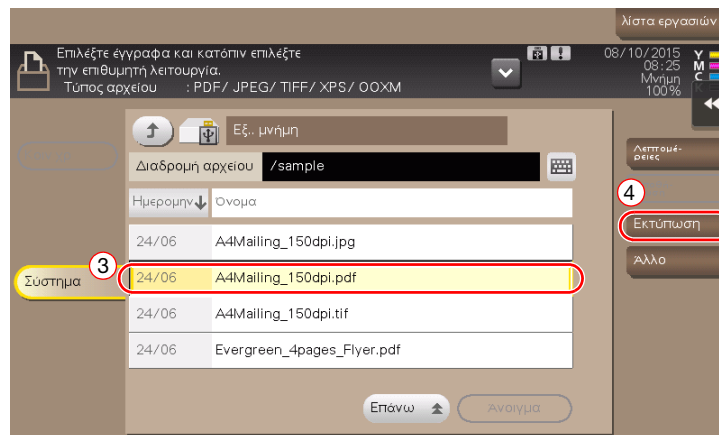 λίστα εργασιών
Επιλέξτε έγγραφα και κατόπιν επιλέξτε
την επιθυμητή λειτουργία.
Τύπος αρχείου : PDF/ JPEG/ TIFF/ XPS/ OOXM
08/10/2015
08:25
Μνήμη
100%
Y
M
C
K
Εξ.. μνήμη
Διαδρομή αρχείου /sample
Λεπτομέ-
ρειες
Ημερομην Όνομα
4
Εκτύπωση
24/06 A4Mailing_150dpi.jpg
Άλλο
3
Σύστημα
24/06 A4Mailing_150dpi.pdf
24/06 A4Mailing_150dpi.tif
24/06 Evergreen_4pages_Flyer.pdf
Επάνω
Άνοιγμα